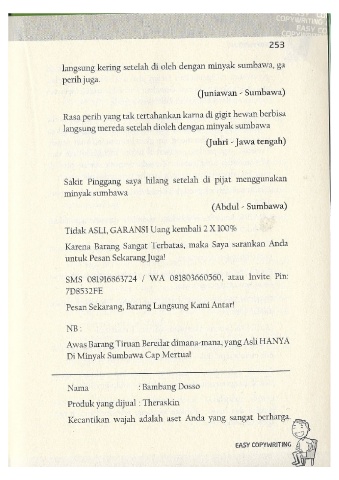 COPYWRITING
EASY CO
253
langsung kering setelah di oleh dengan minyak sumbawa, ga
perih juga.
(Juniawan - Sumbawa)
Rasa perih yang tak tertahankan karna di gigit hewan berbisa
langsung mereda setelah dioleh dengan minyak sumbawa
(Juhri - Jawa tengah)
Sakit Pinggang saya hilang setelah di pijat menggunakan
minyak sumbawa
(Abdul - Sumbawa)
Tidak ASLI, GARANSI Uang kembali 2 X 100%
Karena Barang Sangat Terbatas, maka Saya sarankan Anda
untuk Pesan Sekarang Juga!
SMS 081916863724 / WA 081803660560, atau Invite Pin:
7D8532FE
Pesan Sekarang, Barang Langsung Kami Antar!
NB :
Awas Barang Tiruan Beredar dimana-mana, yang Asli HANYA
Di Minyak Sumbawa Cap Mertua!
Nama : Bambang Dosso
Produk yang dijual : Theraskin
Kecantikan wajah adalah aset Anda yang sangat berharga.
EASY COPYWRITING